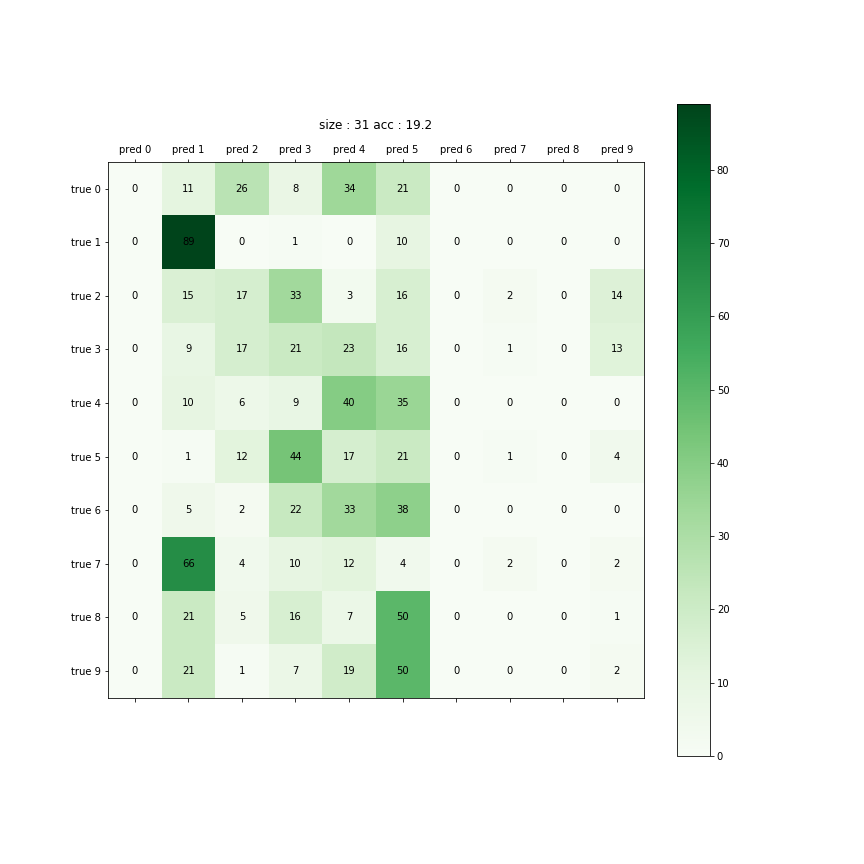 size : 31 acc : 19.2
pred 0 pred 1 pred 2 pred 3 pred 4 pred 5 pred 6 pred 7 pred 8 pred 9
true 0 0 11 26 8 34 21 0 0 0 0
true 1 0 89 0 1 0 10 0 0 0 0
true 2 0 15 17 33 3 16 0 2 0 14
true 3 0 9 17 21 23 16 0 1 0 13
true 4 0 10 6 9 40 35 0 0 0 0
true 5 0 1 12 44 17 21 0 1 0 4
true 6 0 5 2 22 33 38 0 0 0 0
true 7 0 66 4 10 12 4 0 2 0 2
true 8 0 21 5 16 7 50 0 0 0 1
true 9 0 21 1 7 19 50 0 0 0 2
80
70
60
50
40
30
20
10
0